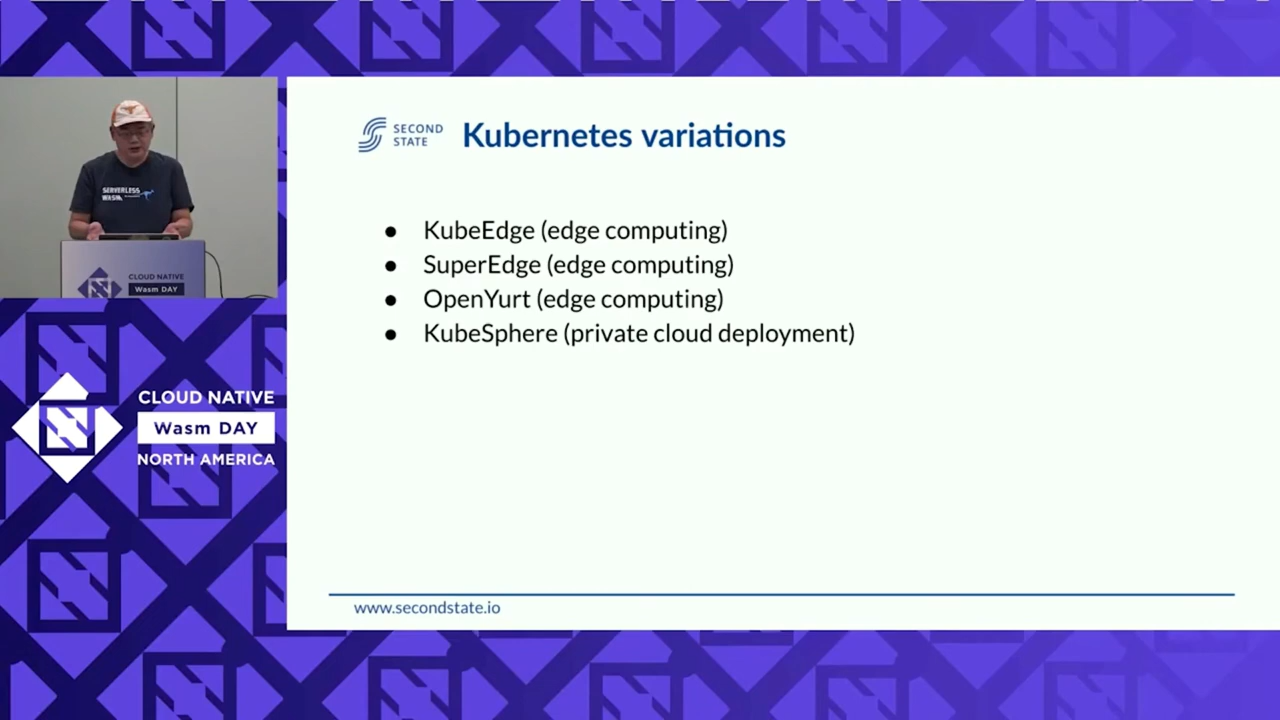 SECOND
STATE
Kubernetes variations
● KubeEdge (edge computing)
● SuperEdge (edge computing)
● OpenYurt (edge computing)
● KubeSphere (private cloud deployment)
www.secondstate.io
SERVERLESS
WASM
CLOUD NATIVE
Wasm DAY
CLOUD NATIVE
Wasm DAY
NORTH AMERICA